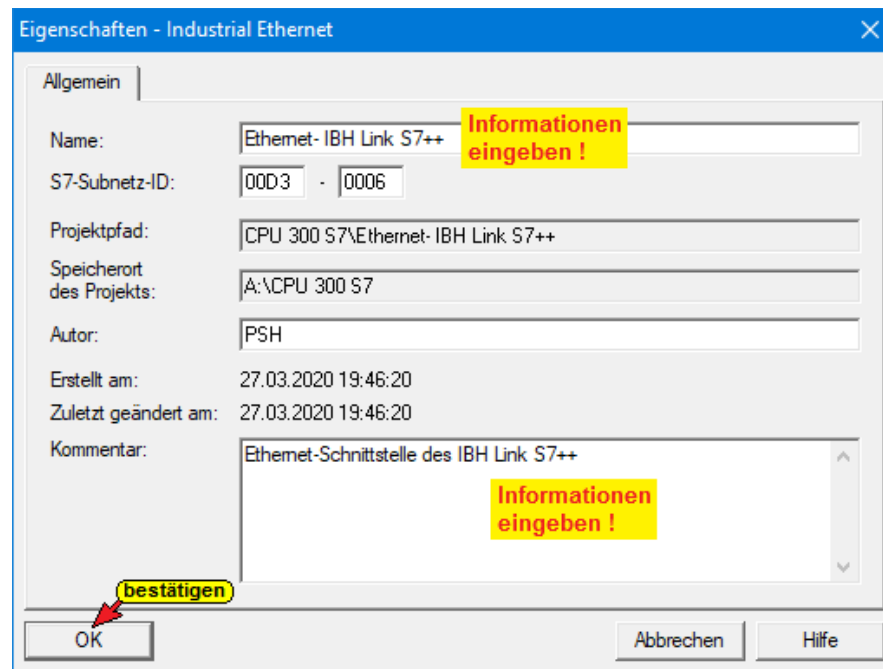 Eigenschaften - Industrial Ethernet
Allgemein
Name: Ethernet- IBH Link S7++
Informationen
eingeben !
S7-Subnetz-ID: 00D3 - 0006
Projektpfad: CPU 300 S7\Ethernet- IBH Link S7++
Speicherort
des Projekts: A:\CPU 300 S7
Autor: PSH
Erstellt am: 27.03.2020 19:46:20
Zuletzt geändert am: 27.03.2020 19:46:20
Kommentar: Ethernet-Schnittstelle des IBH Link S7++
Informationen
eingeben !
bestätigen
OK Abbrechen Hilfe